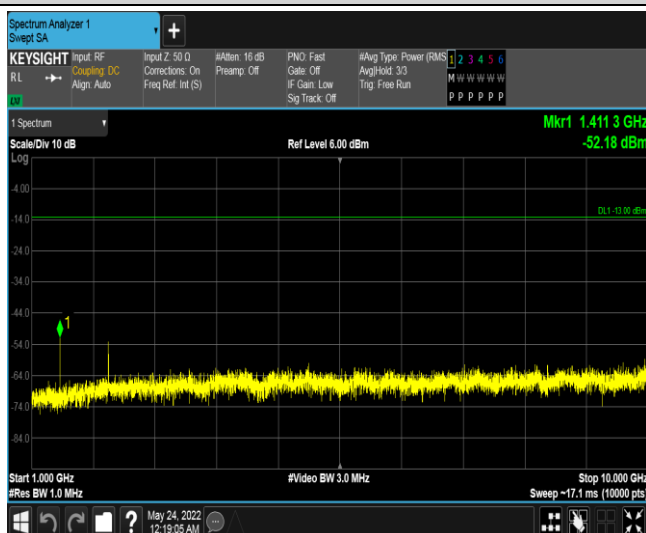 Spectrum Analyzer 1
Swept SA
+
KEYSIGHT
RL
Input: RF
Coupling: DC
Align: Auto
Input Z: 50 Ω
Corrections: On
Freq Ref: Int (S)
#Atten: 16 dB
Preamp: Off
PNO: Fast
Gate: Off
IF Gain: Low
Sig Track: Off
#Avg Type: Power (RMS
Avg|Hold: 3/3
Trig: Free Run
1 2 3 4 5 6
M W W W W W
P P P P P P
1 Spectrum
Mkr1 1.411 3 GHz
Scale/Div 10 dB
Ref Level 6.00 dBm
-52.18 dBm
Log
-4.00
DL1 -13.00 dBm
-14.0
-24.0
-34.0
-44.0
1
-54.0
-64.0
-74.0
-84.0
Start 1.000 GHz
#Video BW 3.0 MHz
Stop 10.000 GHz
#Res BW 1.0 MHz
Sweep ~17.1 ms (10000 pts)
?
May 24, 2022
12:19:05 AM